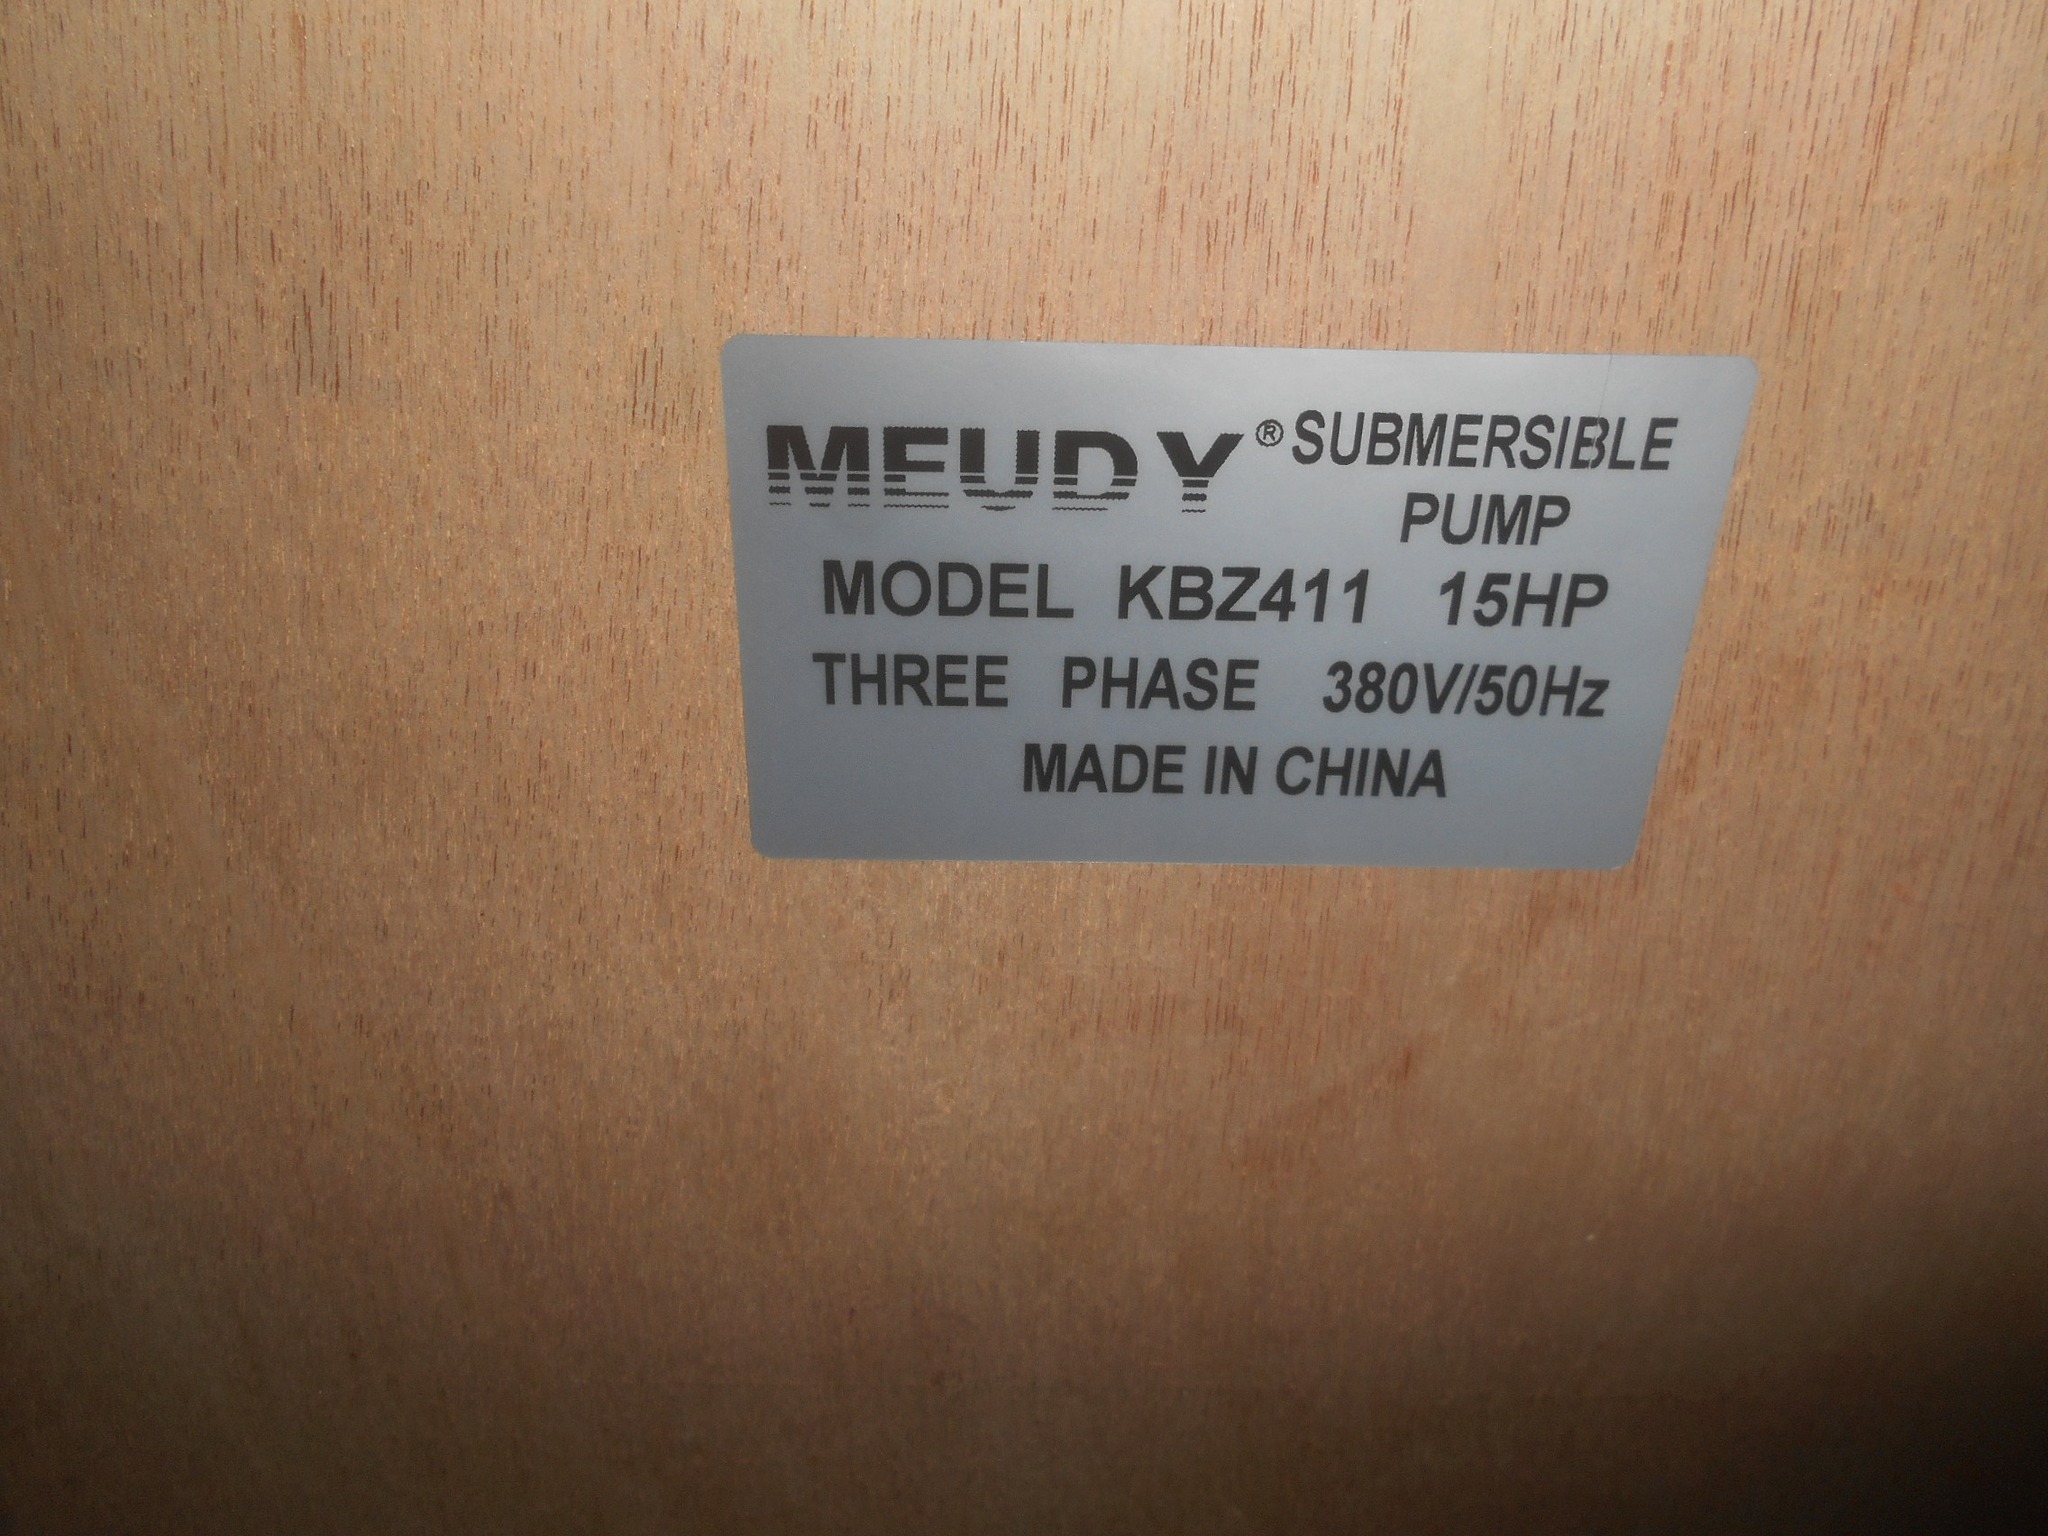 MEUDY® SUBMERSIBLE
PUMP
MODEL KBZ411 15HP
THREE PHASE 380V/50Hz
MADE IN CHINA